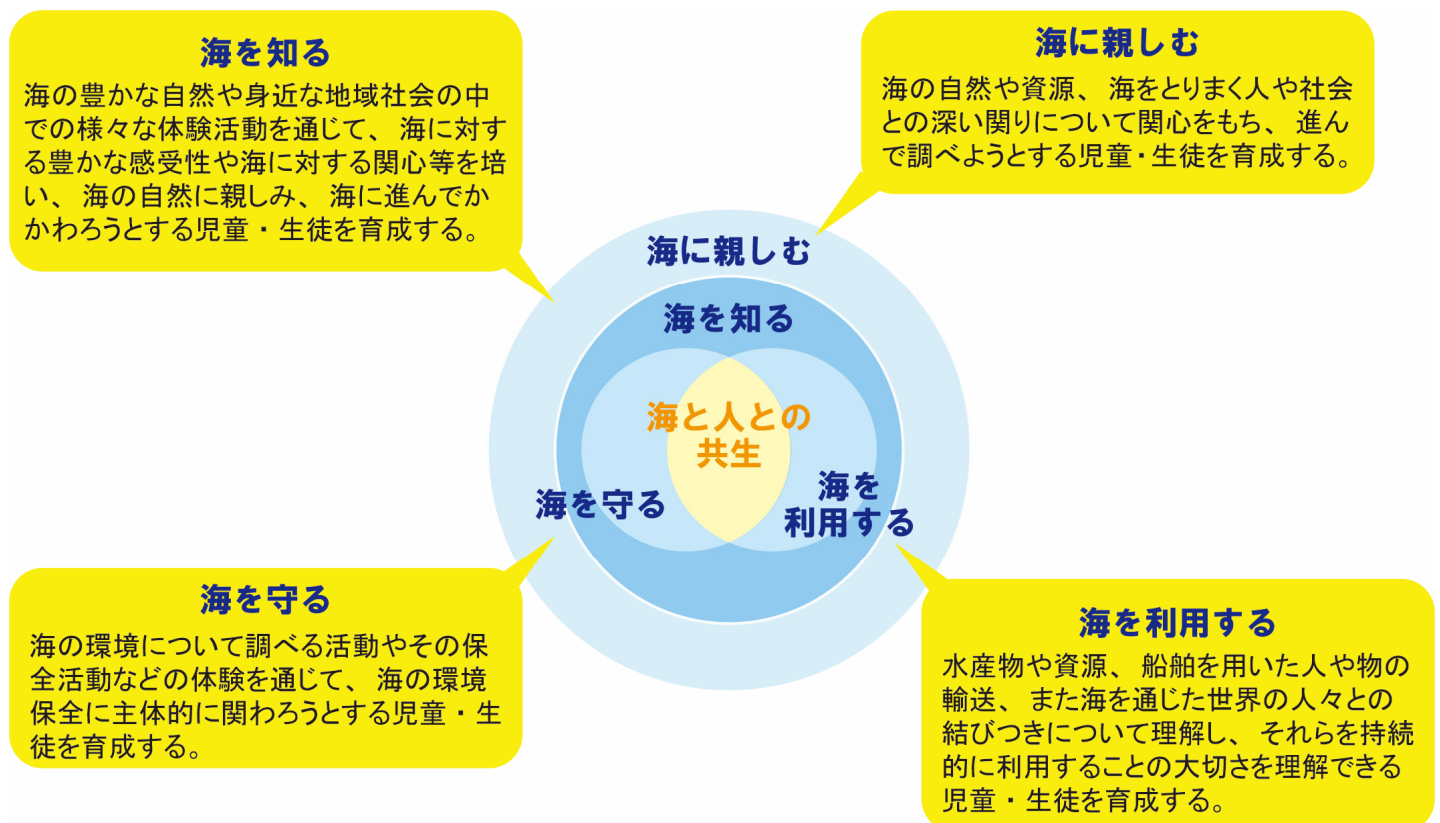 海を知る
海の豊かな自然や身近な地域社会の中
での様々な体験活動を通じて、海に対す
る豊かな感受性や海に対する関心等を培
い、海の自然に親しみ、海に進んでか
かわろうとする児童・生徒を育成する。
海に親しむ
海の自然や資源、海をとりまく人や社会
との深い関りについて関心をもち、進ん
で調べようとする児童・生徒を育成する。
海に親しむ
海を知る
海と人との
共生
海を守る
海を
利用する
海を守る
海の環境について調べる活動やその保
全活動などの体験を通じて、海の環境
保全に主体的に関わろうとする児童・生
徒を育成する。
海を利用する
水産物や資源、船舶を用いた人や物の
輸送、また海を通じた世界の人々との
結びつきについて理解し、それらを持続
的に利用することの大切さを理解できる
児童・生徒を育成する。